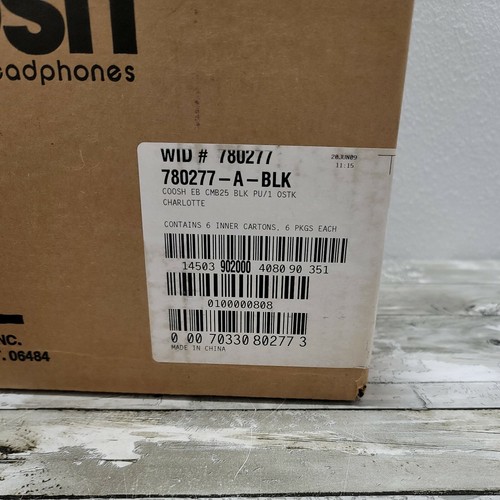 osh
eadphones
WID # 780277
20JUN09
11:15
780277-A-BLK
COOSH EB CMB25 BLK PU/1 OSTK
CHARLOTTE
CONTAINS 6 INNER CARTONS, 6 PKGS EACH
14503 902000 4080 90 351
0100000808
0 00 70330 80277 3
MADE IN CHINA
NC.
T. 06484